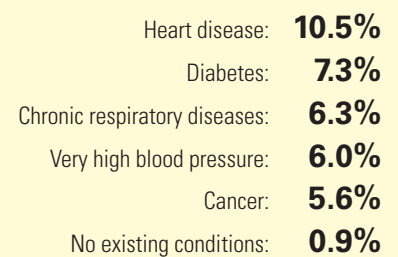 Heart disease: 10.5%
Diabetes: 7.3%
Chronic respiratory diseases: 6.3%
Very high blood pressure: 6.0%
Cancer: 5.6%
No existing conditions: 0.9%